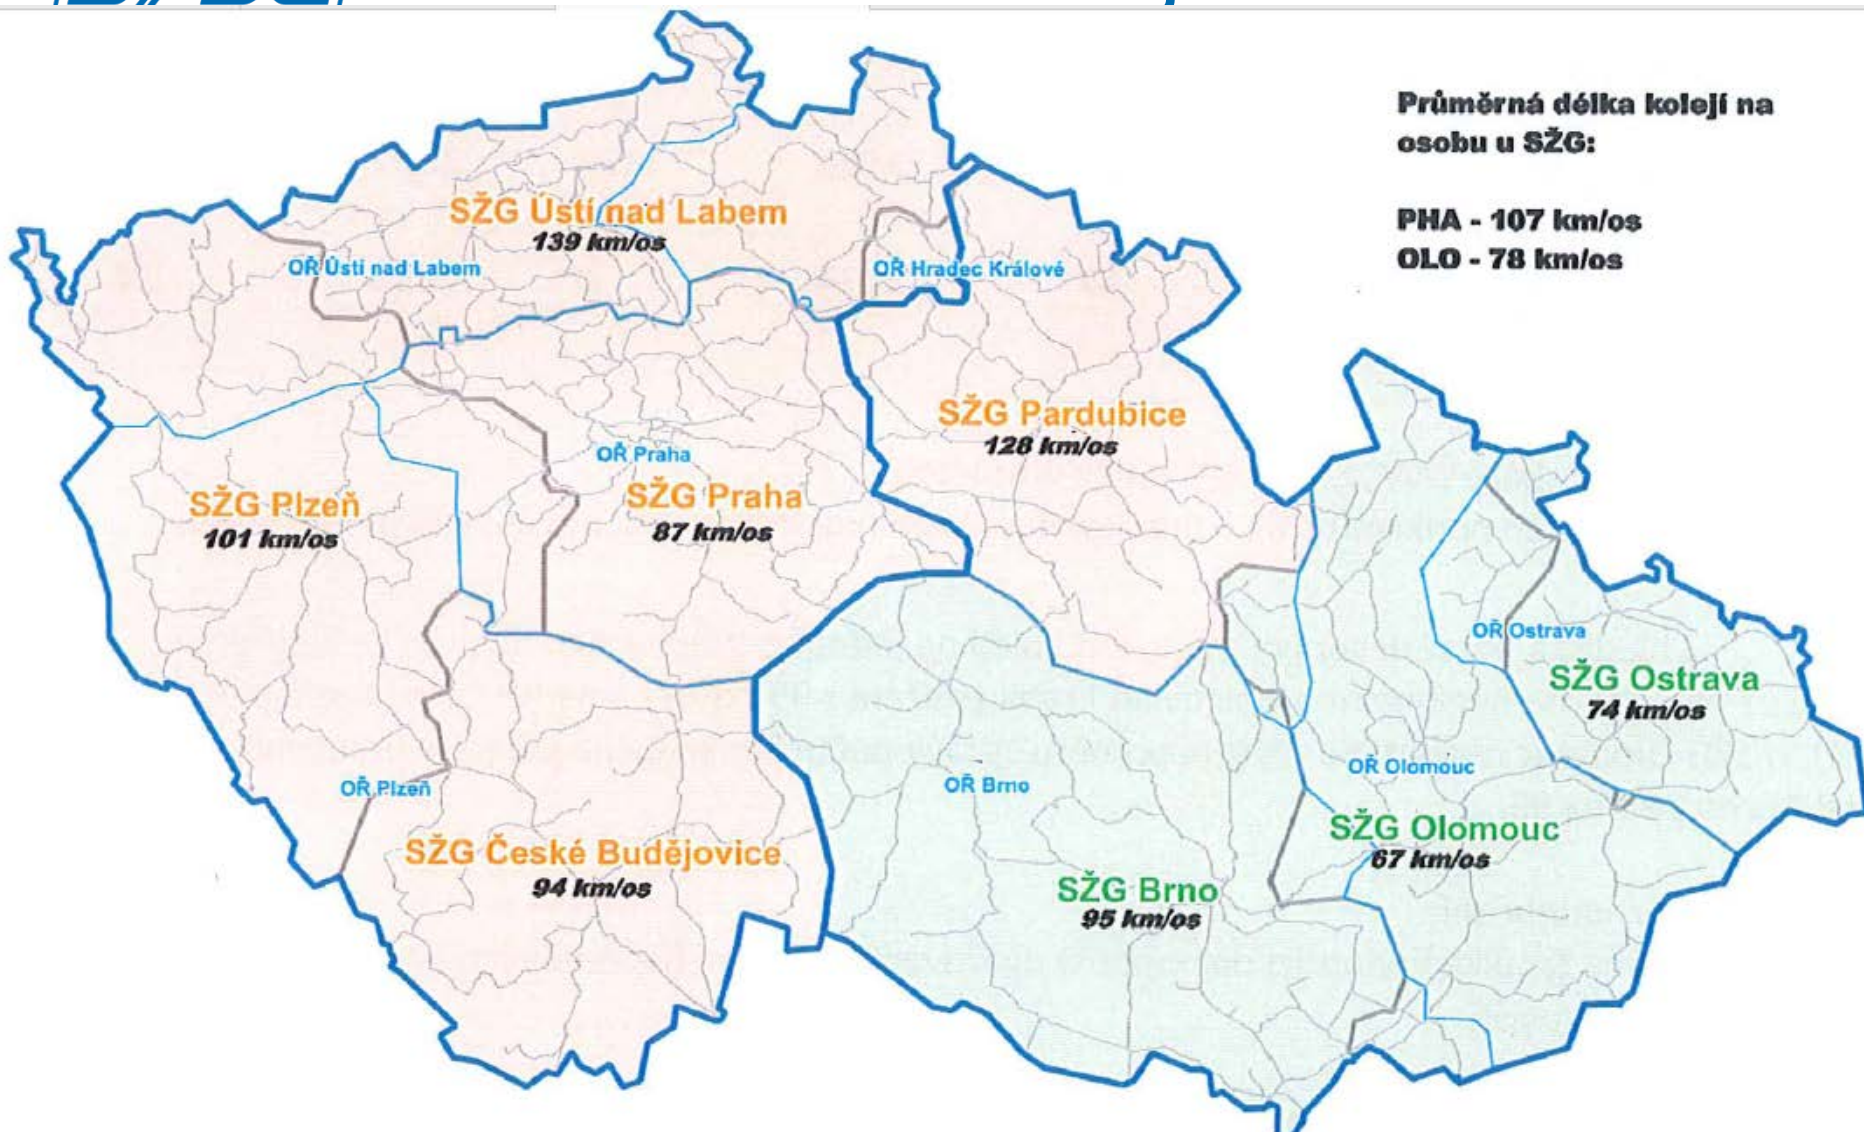 Průměrná délka kolejí na
osobu u SŽG:
PHA - 107 km/os
OLO - 78 km/os
SŽG Ústí nad Labem
139 km/os
OŘ Ústí nad Labem
OŘ Hradec Králové
SŽG Pardubice
128 km/os
OŘ Praha
SŽG Praha
87 km/os
SŽG Plzeň
101 km/os
OŘ Ostrava
SŽG Ostrava
74 km/os
OŘ Plzeň
OŘ Brno
OŘ Olomouc
SŽG Olomouc
67 km/os
SŽG České Budějovice
94 km/os
SŽG Brno
95 km/os